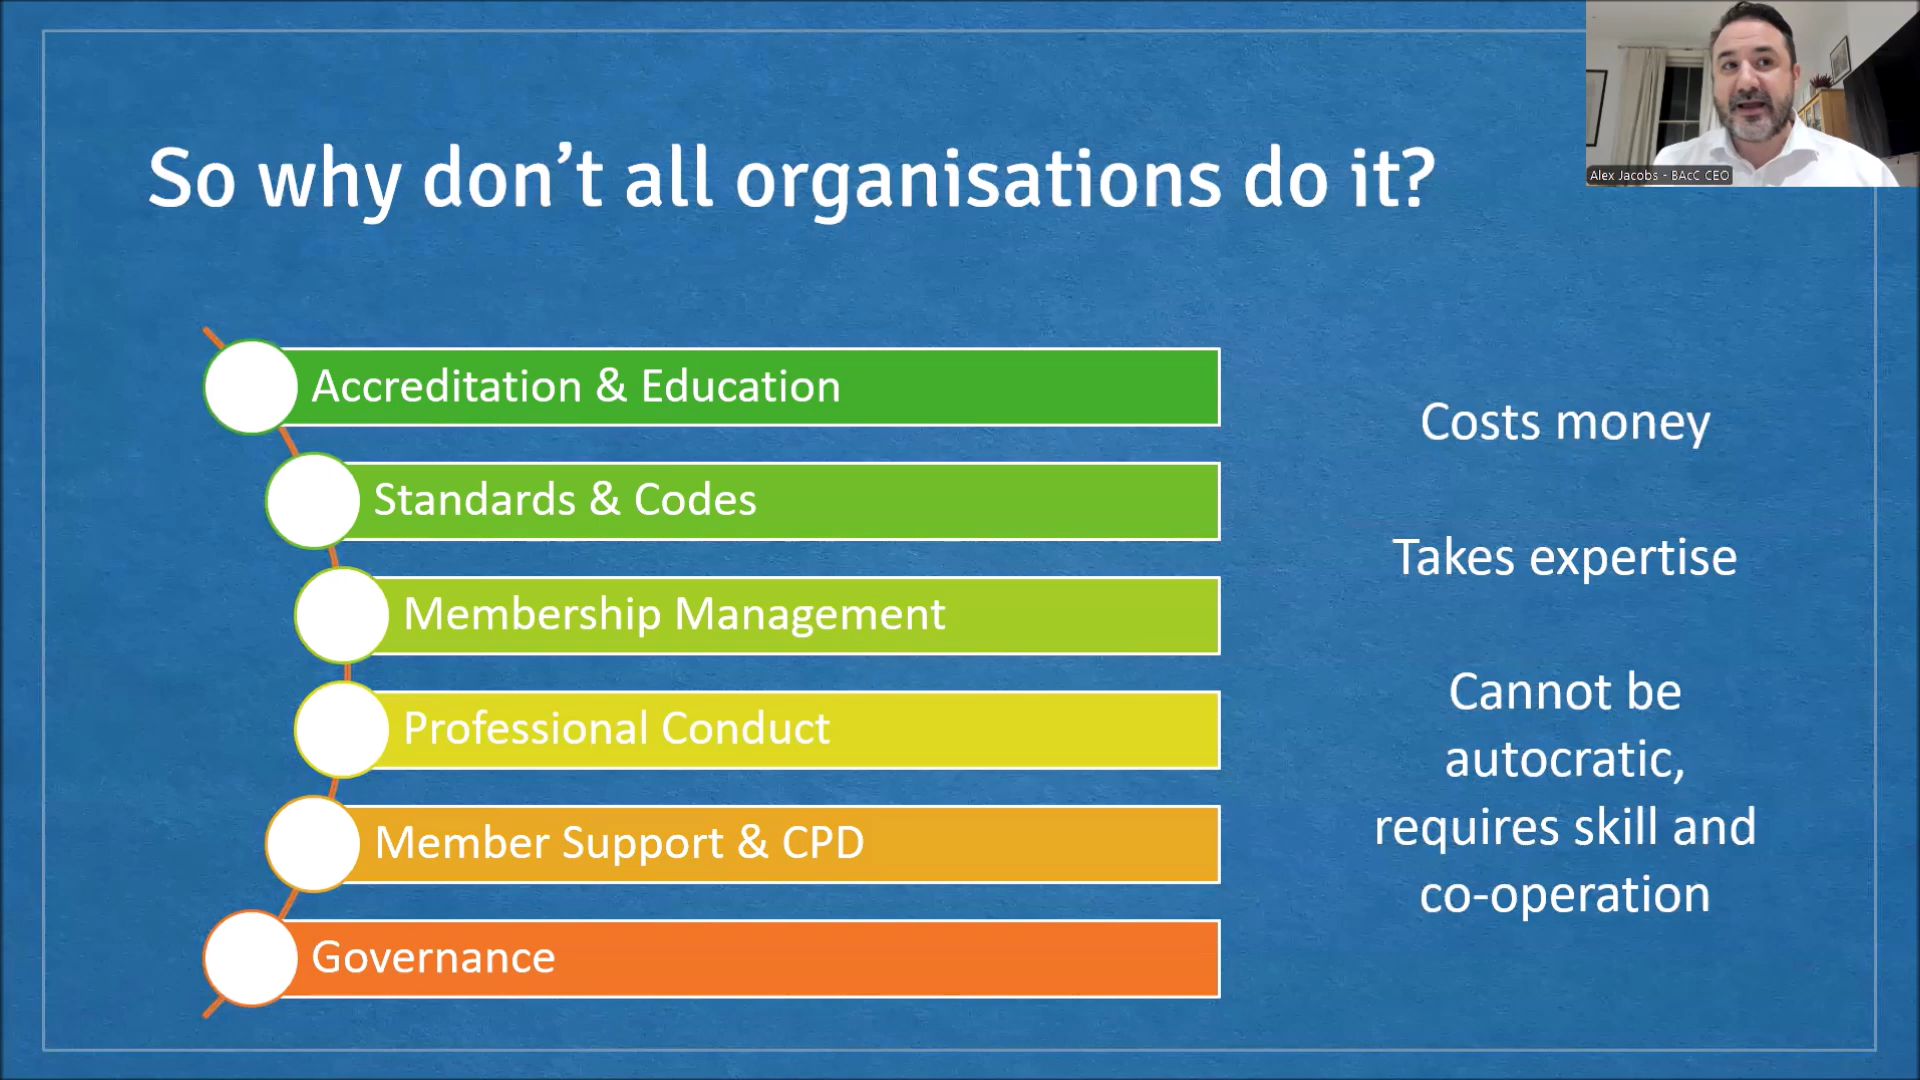 So why don’t all organisations do it?
Alex Jacobs - BAcC CEO
Accreditation & Education
Standards & Codes
Membership Management
Professional Conduct
Member Support & CPD
Governance
Costs money
Takes expertise
Cannot be
autocratic,
requires skill and
co-operation